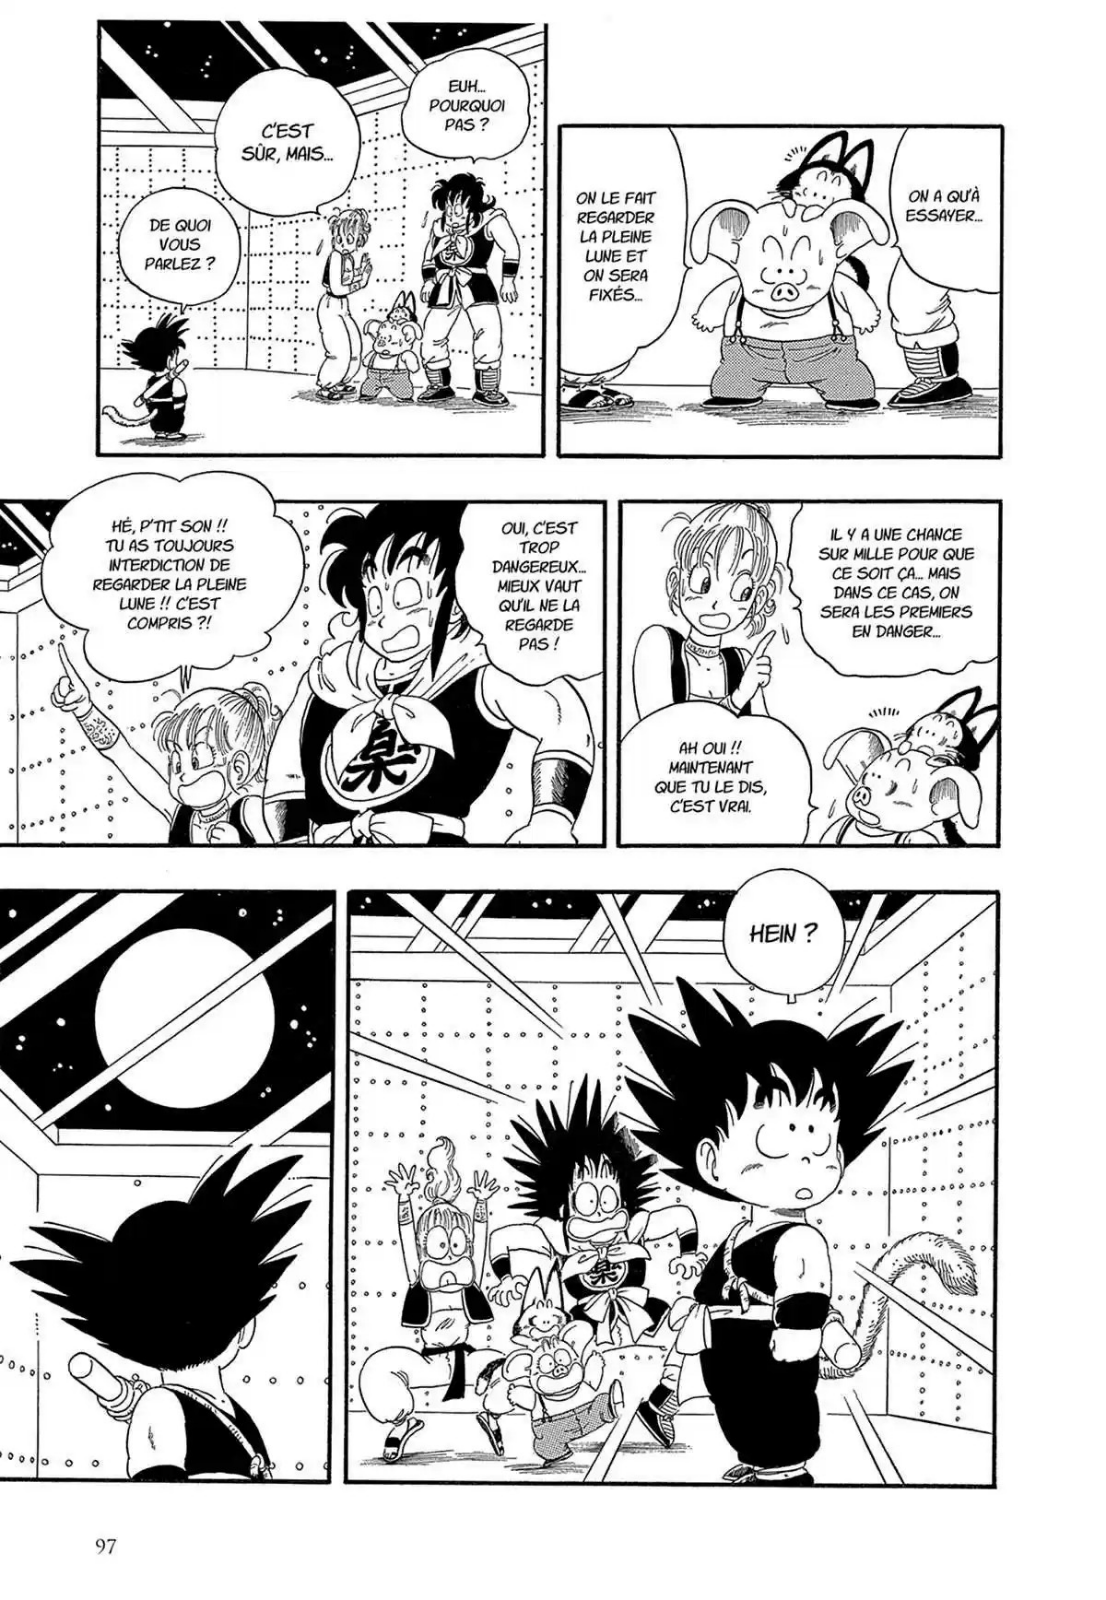 ON A QU'À
ESSAYER...
ON LE FAIT
REGARDER
LA PLEINE
LUNE ET
ON SERA
FIXÉS...
EUH...
POURQUOI
PAS ?
C'EST
SÛR, MAIS...
DE QUOI
VOUS
PARLEZ ?
IL Y A UNE CHANCE
SUR MILLE POUR QUE
CE SOIT ÇA... MAIS
DANS CE CAS, ON
SERA LES PREMIERS
EN DANGER...
AH OUI !!
MAINTENANT
QUE TU LE DIS,
C'EST VRAI.
OUI, C'EST
TROP
DANGEREUX...
MIEUX VAUT
QU'IL NE LA
REGARDE
PAS !
HÉ, P'TIT SON !!
TU AS TOUJOURS
INTERDICTION DE
REGARDER LA PLEINE
LUNE !! C'EST
COMPRIS ?!
HEIN ?
97